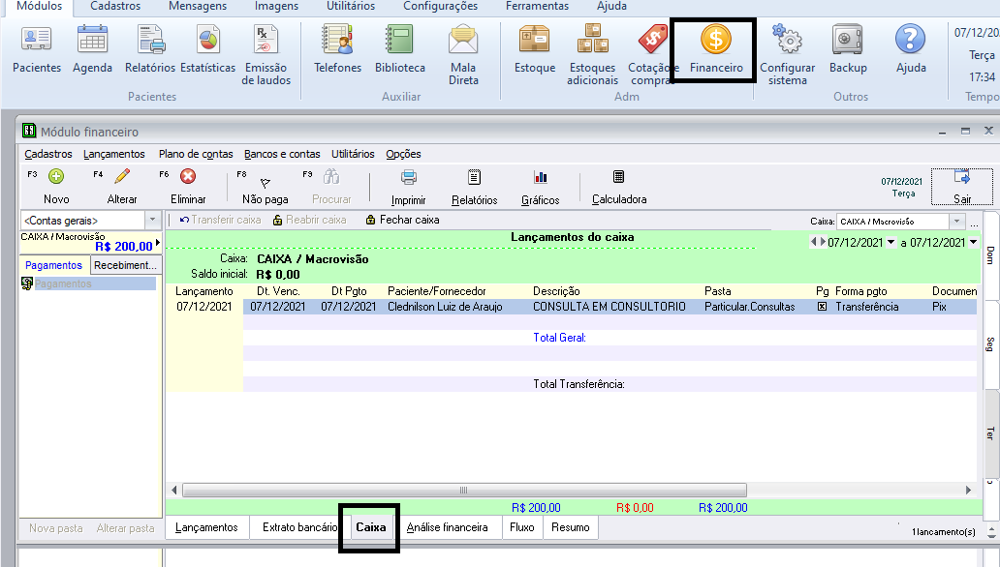 Módulos Cadastros Mensagens Imagens Utilitários Configurações Ferramentas Ajuda
Pacientes Agenda Relatórios Estatísticas Emissão de laudos Telefones Biblioteca Mala Direta Estoque Estoques adicionais Cotação e compra Financeiro Configurar sistema Backup Ajuda
07/12/20
Terça
17:34
Pacientes Auxiliar Adm Outros Tempo
Módulo financeiro
Cadastros Lançamentos Plano de contas Bancos e contas Utilitários Opções
F3 F4 F6 F8 F9
Novo Alterar Eliminar Não paga Procurar Imprimir Relatórios Gráficos Calculadora
07/12/2021
Terça
Sair
<Contas gerais>
Transferir caixa Reabrir caixa Fechar caixa
Caixa: CAIXA / Macrovisão ...
CAIXA / Macrovisão
R$ 200,00
Lançamentos do caixa
07/12/2021 a 07/12/2021
Pagamentos Recebiment...
Pagamentos
Caixa: CAIXA / Macrovisão
Saldo inicial: R$ 0,00
Lançamento Dt. Venc. Dt Pgto Paciente/Fornecedor Descrição Pasta Pg Forma pgto Documen
07/12/2021 07/12/2021 07/12/2021 Clednilson Luiz de Araujo CONSULTA EM CONSULTORIO Particular.Consultas Transferência Pix
Total Geral:
Total Transferência:
Dom
Seg
Ter
R$ 200,00 R$ 0,00 R$ 200,00
Nova pasta Alterar pasta
Lançamentos Extrato bancário Caixa Análise financeira Fluxo Resumo
1lancamento(s)